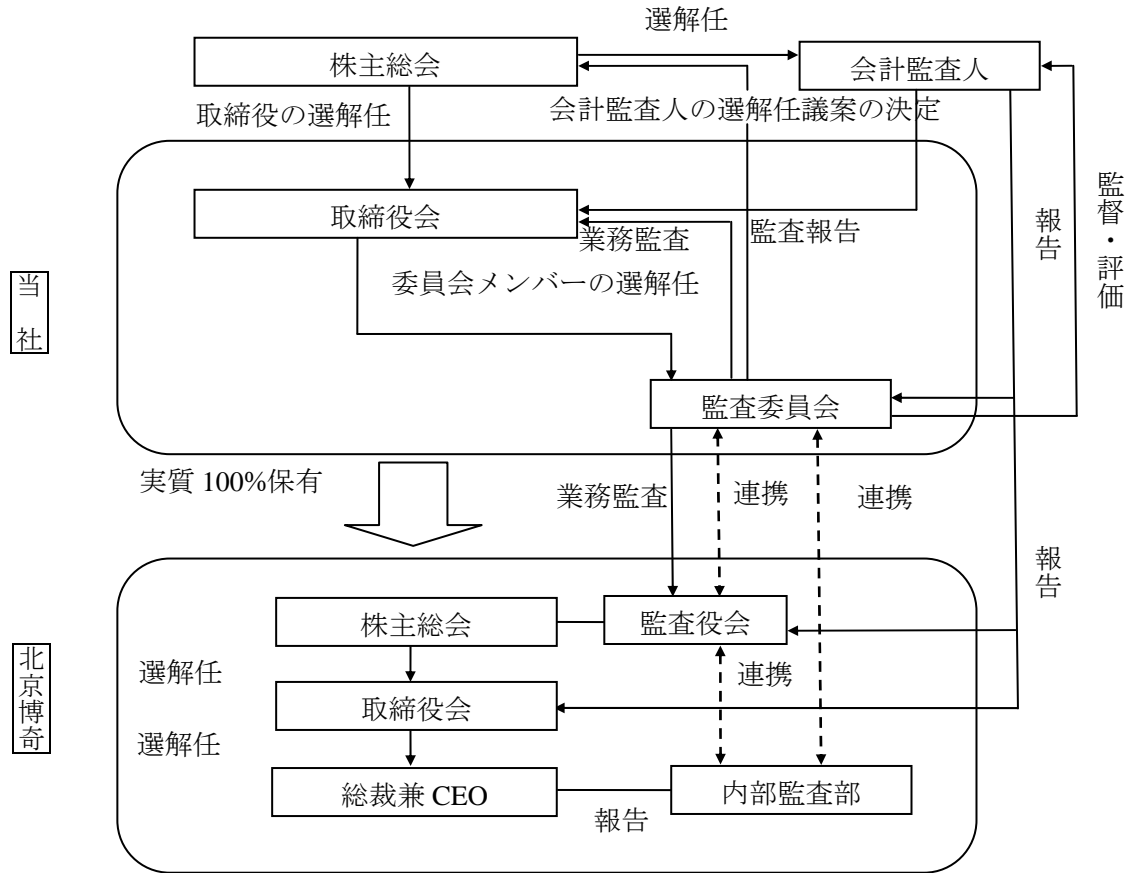 選解任
株主総会
会計監査人
取締役の選解任
会計監査人の選解任議案の決定
監督・評価
取締役会
報告
業務監査
監査報告
委員会メンバーの選解任
当社
監査委員会
実質 100%保有
業務監査
連携
連携
報告
株主総会
監査役会
北京博奇
選解任
連携
取締役会
選解任
総裁兼 CEO
内部監査部
報告